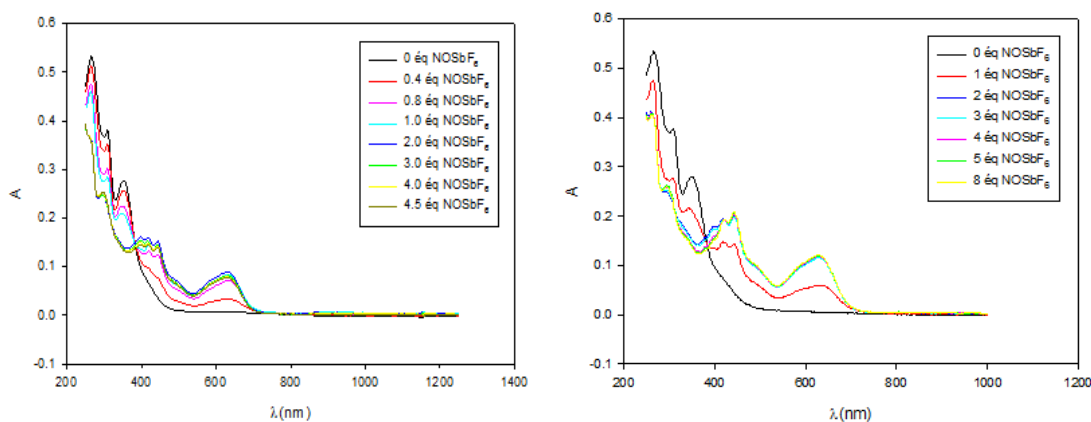 0.6
0.5
0.4
0.3
0.2
0.1
0.0
-0.1
A
200
400
600
800
1000
1200
1400
λ(nm)
0 éq NOSbF₆
0.4 éq NOSbF₆
0.8 éq NOSbF₆
1.0 éq NOSbF₆
2.0 éq NOSbF₆
3.0 éq NOSbF₆
4.0 éq NOSbF₆
4.5 éq NOSbF₆
0.6
0.5
0.4
0.3
0.2
0.1
0.0
-0.1
A
200
400
600
800
1000
1200
λ(nm)
0 éq NOSbF₆
1 éq NOSbF₆
2 éq NOSbF₆
3 éq NOSbF₆
4 éq NOSbF₆
5 éq NOSbF₆
8 éq NOSbF₆